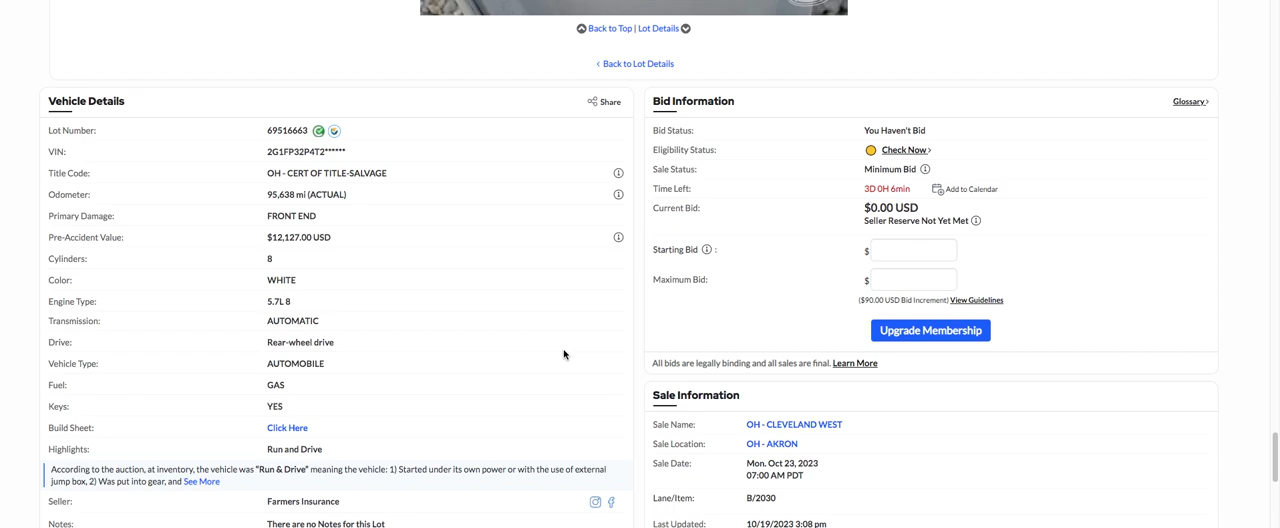 Back to Top | Lot Details
< Back to Lot Details
Vehicle Details
Share
Lot Number: 69516663
VIN: 2G1FP32P4T2******
Title Code: OH - CERT OF TITLE-SALVAGE
Odometer: 95,638 mi (ACTUAL)
Primary Damage: FRONT END
Pre-Accident Value: $12,127.00 USD
Cylinders: 8
Color: WHITE
Engine Type: 5.7L 8
Transmission: AUTOMATIC
Drive: Rear-wheel drive
Vehicle Type: AUTOMOBILE
Fuel: GAS
Keys: YES
Build Sheet: Click Here
Highlights: Run and Drive
According to the auction, at inventory, the vehicle was "Run & Drive" meaning the vehicle: 1) Started under its own power or with the use of external
jump box, 2) Was put into gear, and See More
Seller: Farmers Insurance
Notes: There are no Notes for this Lot
Bid Information
Glossary >
Bid Status: You Haven't Bid
Eligibility Status: Check Now >
Sale Status: Minimum Bid
Time Left: 3D 0H 6min Add to Calendar
Current Bid: $0.00 USD
Seller Reserve Not Yet Met
Starting Bid : $
Maximum Bid: $
($90.00 USD Bid Increment) View Guidelines
Upgrade Membership
All bids are legally binding and all sales are final. Learn More
Sale Information
Sale Name: OH - CLEVELAND WEST
Sale Location: OH - AKRON
Sale Date: Mon. Oct 23, 2023
07:00 AM PDT
Lane/Item: B/2030
Last Updated: 10/19/2023 3:08 pm